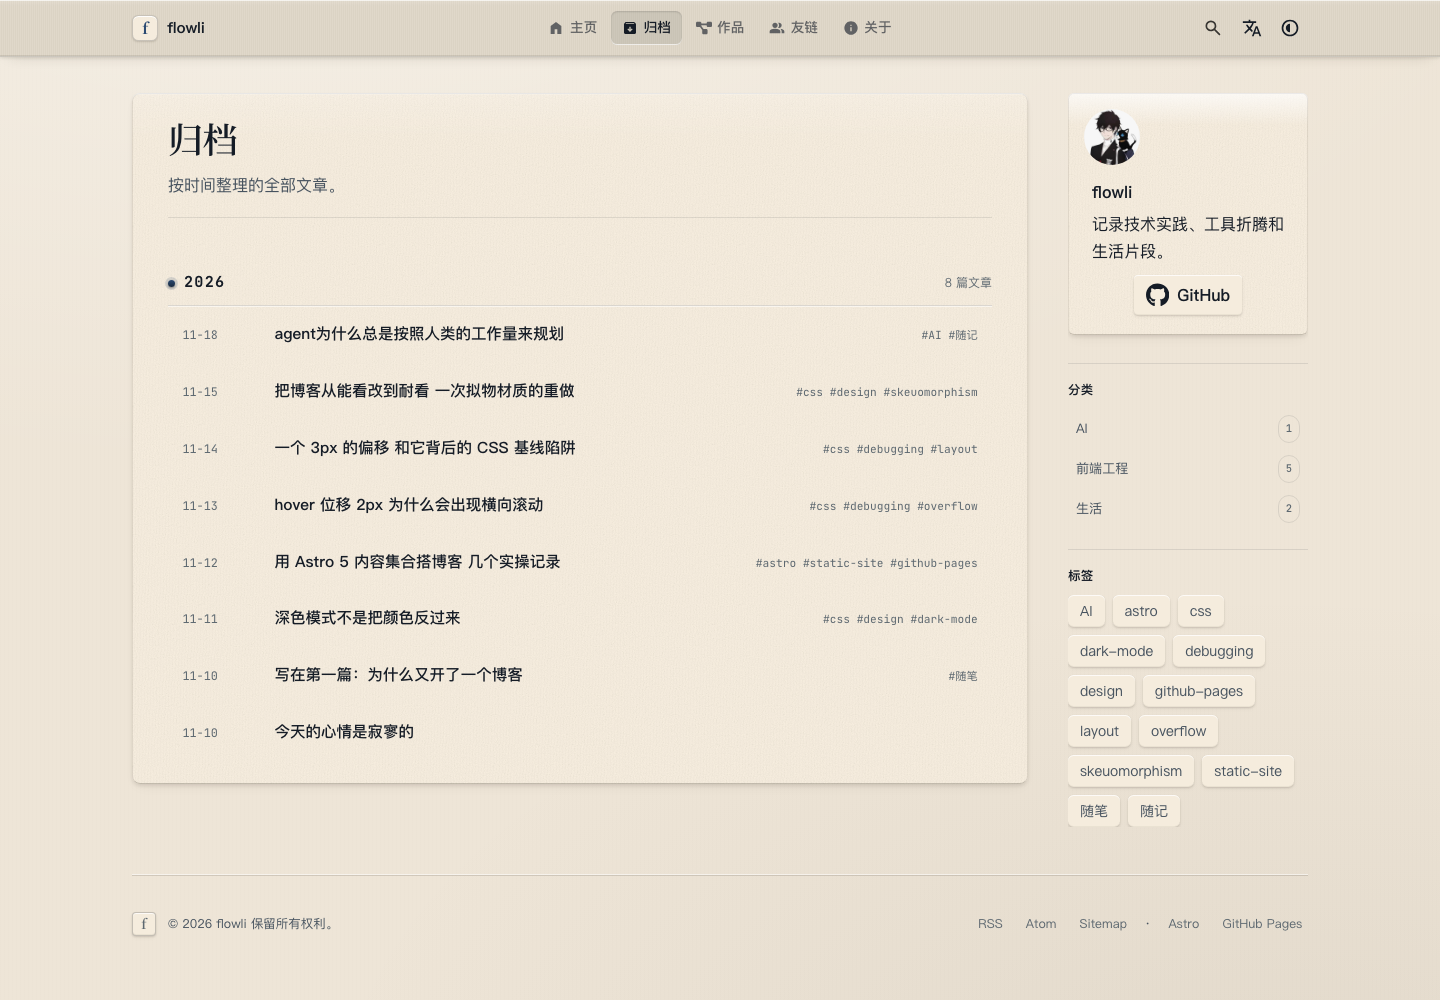 f flowli
主页 归档 作品 友链 关于
归档
按时间整理的全部文章。
2026 8 篇文章
11-18 agent为什么总是按照人类的工作量来规划 #AI #随记
11-15 把博客从能看改到耐看 一次拟物材质的重做 #css #design #skeuomorphism
11-14 一个 3px 的偏移 和它背后的 CSS 基线陷阱 #css #debugging #layout
11-13 hover 位移 2px 为什么会出现横向滚动 #css #debugging #overflow
11-12 用 Astro 5 内容集合搭博客 几个实操记录 #astro #static-site #github-pages
11-11 深色模式不是把颜色反过来 #css #design #dark-mode
11-10 写在第一篇：为什么又开了一个博客 #随笔
11-10 今天的心情是寂寥的
flowli
记录技术实践、工具折腾和
生活片段。
GitHub
分类
AI 1
前端工程 5
生活 2
标签
AI astro css
dark-mode debugging
design github-pages
layout overflow
skeuomorphism static-site
随笔 随记
f © 2026 flowli 保留所有权利。
RSS Atom Sitemap · Astro GitHub Pages